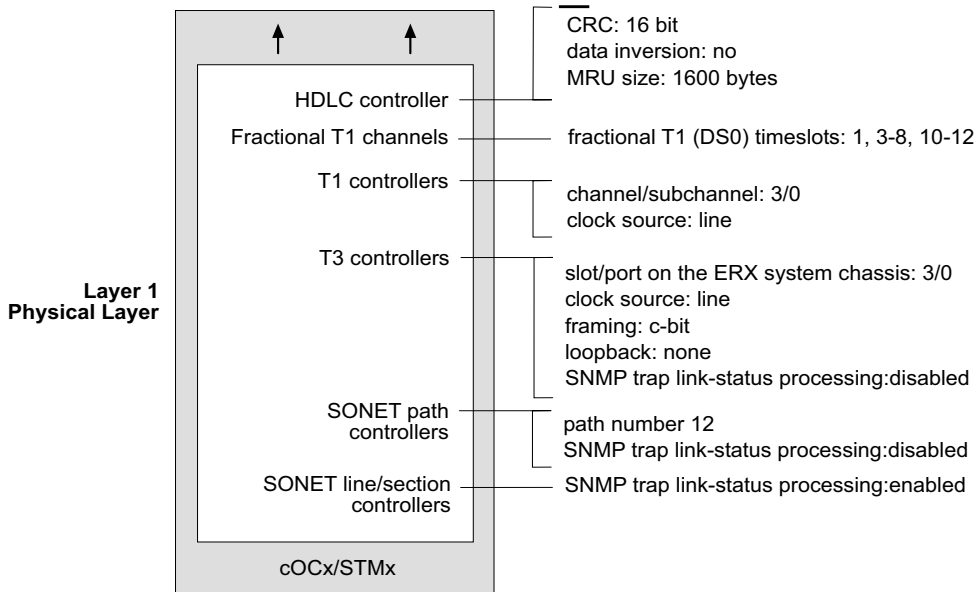 CRC: 16 bit
data inversion: no
MRU size: 1600 bytes
HDLC controller
Fractional T1 channels
fractional T1 (DS0) timeslots: 1, 3-8, 10-12
T1 controllers
channel/subchannel: 3/0
clock source: line
T3 controllers
slot/port on the ERX system chassis: 3/0
clock source: line
framing: c-bit
loopback: none
SNMP trap link-status processing:disabled
Layer 1
Physical Layer
SONET path
controllers
path number 12
SNMP trap link-status processing:disabled
SONET line/section
controllers
SNMP trap link-status processing:enabled
cOCx/STMx